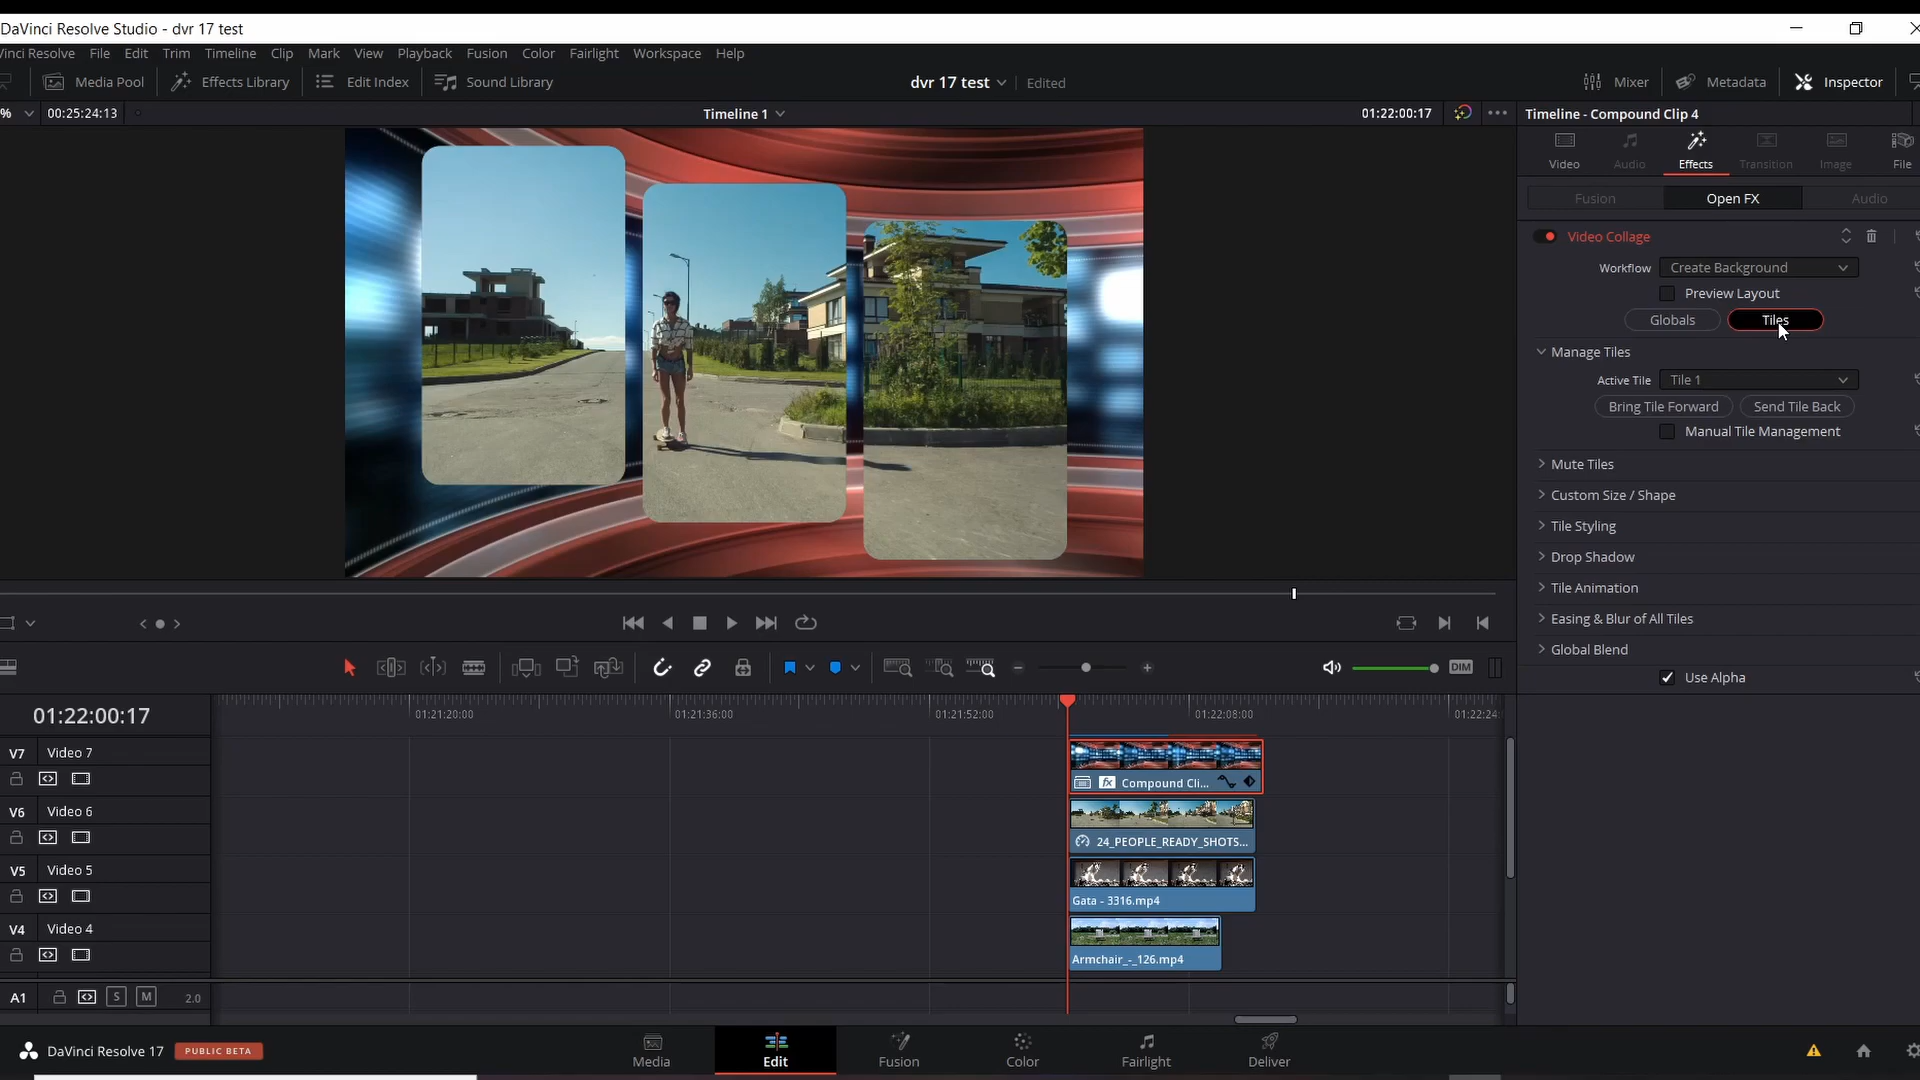 DaVinci Resolve Studio - dvr 17 test
Vinci Resolve File Edit Trim Timeline Clip Mark View Playback Fusion Color Fairlight Workspace Help
Media Pool Effects Library Edit Index Sound Library dvr 17 test Edited Mixer Metadata Inspector
% 00:25:24:13 Timeline 1 01:22:00:17 Timeline - Compound Clip 4
Video Audio Effects Transition Image File
Fusion Open FX Audio
Video Collage
Workflow Create Background
Preview Layout
Globals Tiles
Manage Tiles
Active Tile Tile 1
Bring Tile Forward Send Tile Back
Manual Tile Management
Mute Tiles
Custom Size / Shape
Tile Styling
Drop Shadow
Tile Animation
Easing & Blur of All Tiles
Global Blend
Use Alpha
DIM
01:22:00:17 01:21:20:00 01:21:36:00 01:21:52:00 01:22:08:00 01:22:24:
V7 Video 7
fx Compound Cli...
V6 Video 6
24_PEOPLE_READY_SHOTS...
V5 Video 5
Gata - 3316.mp4
V4 Video 4
Armchair_-_126.mp4
A1 S M 2.0
DaVinci Resolve 17 PUBLIC BETA Media Edit Fusion Color Fairlight Deliver